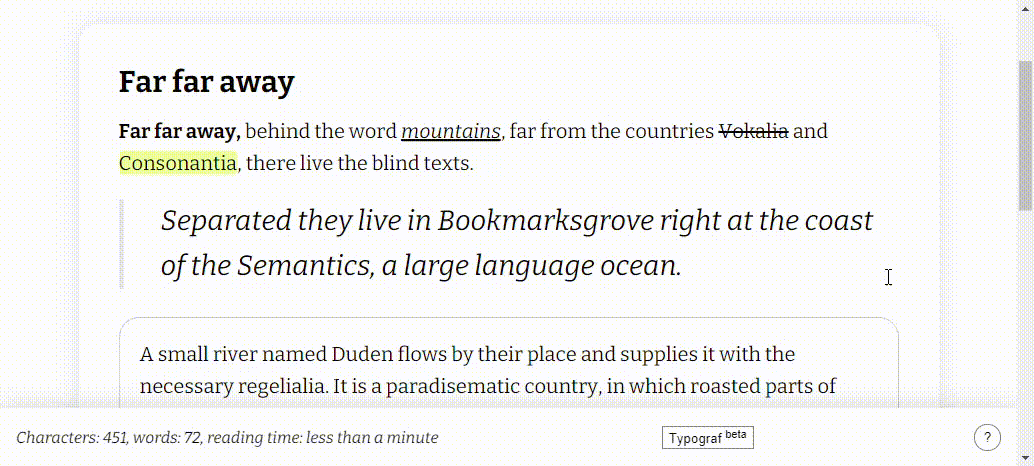 Far far away
Far far away, behind the word mountains, far from the countries Vokalia and
Consonantia, there live the blind texts.
Separated they live in Bookmarksgrove right at the coast
of the Semantics, a large language ocean.
A small river named Duden flows by their place and supplies it with the
necessary regelialia. It is a paradisematic country, in which roasted parts of
Characters: 451, words: 72, reading time: less than a minute
Typograf beta
?